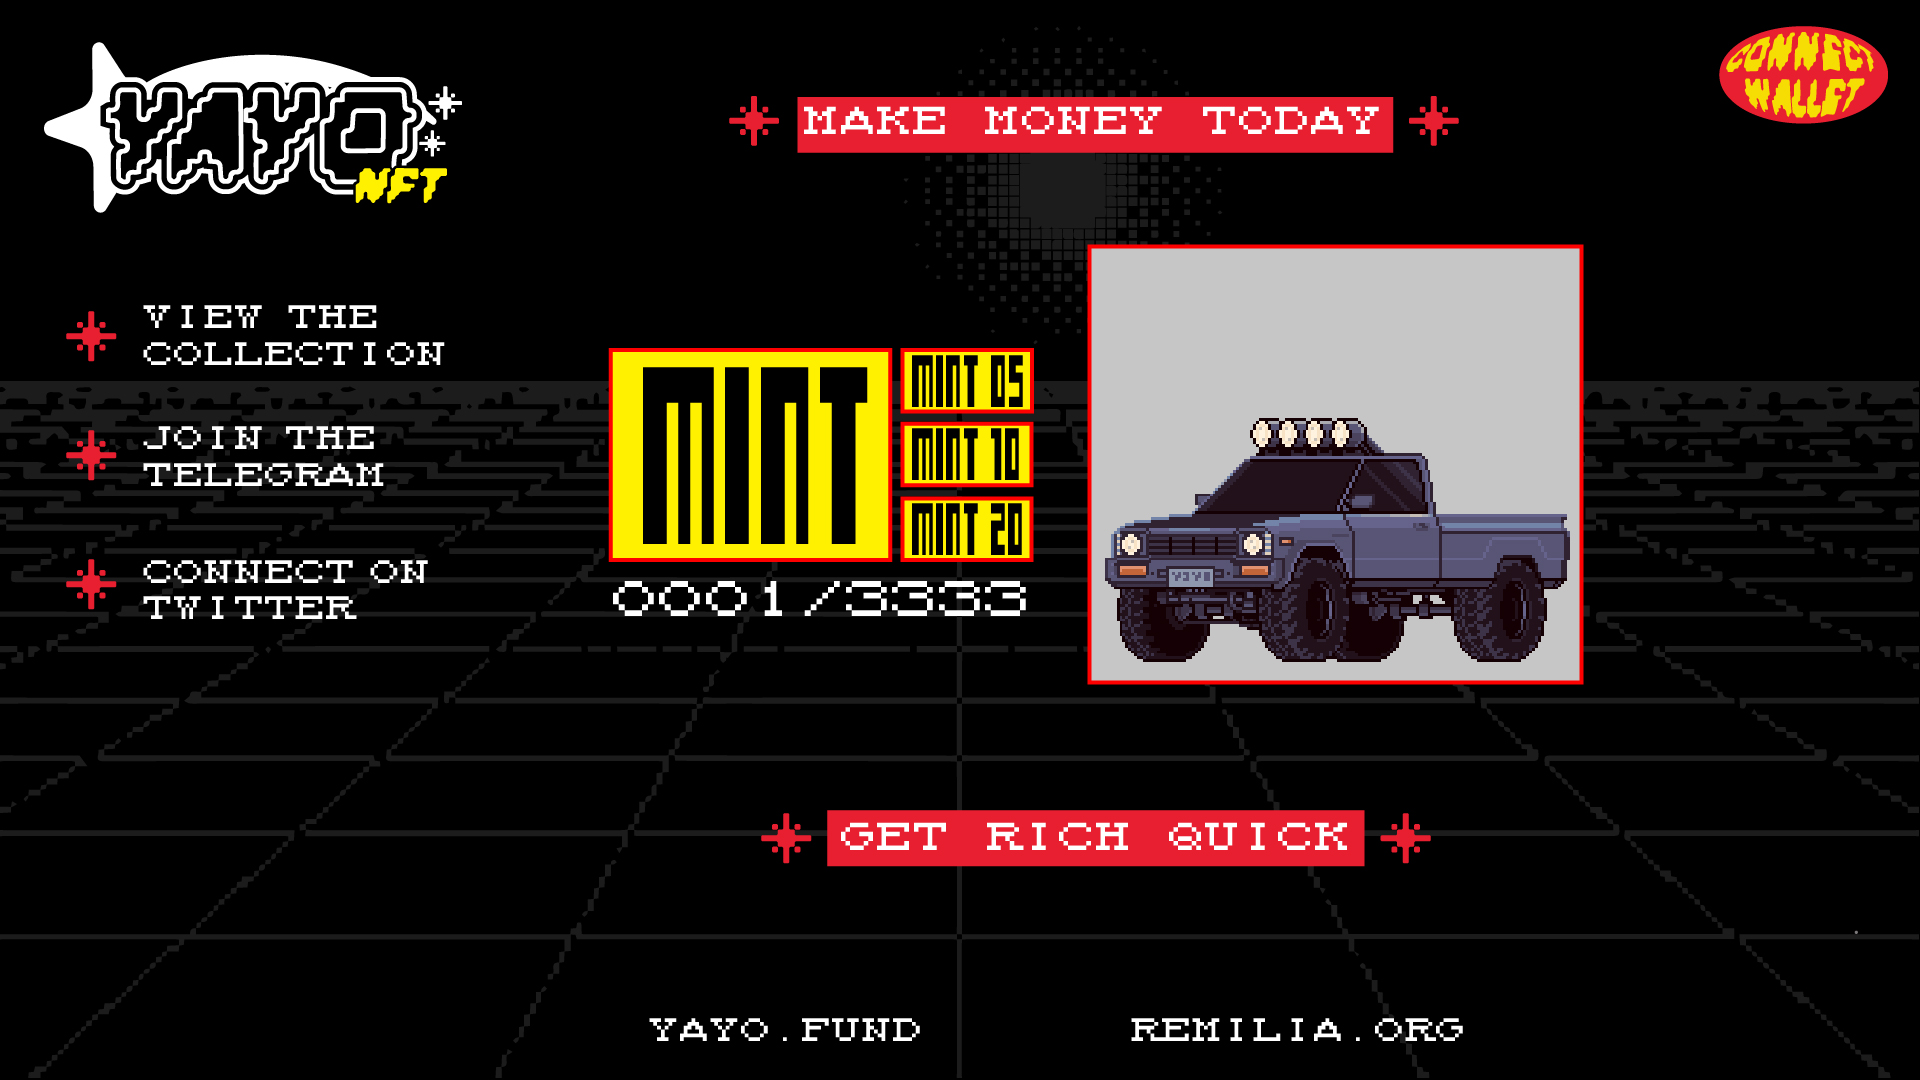 YAYO
NFT
MAKE MONEY TODAY
CONNECT
WALLET
VIEW THE
COLLECTION
JOIN THE
TELEGRAM
CONNECT ON
TWITTER
MINT
MINT 05
MINT 10
MINT 20
0001/3333
YAYO
GET RICH QUICK
YAYO.FUND
REMILIA.ORG